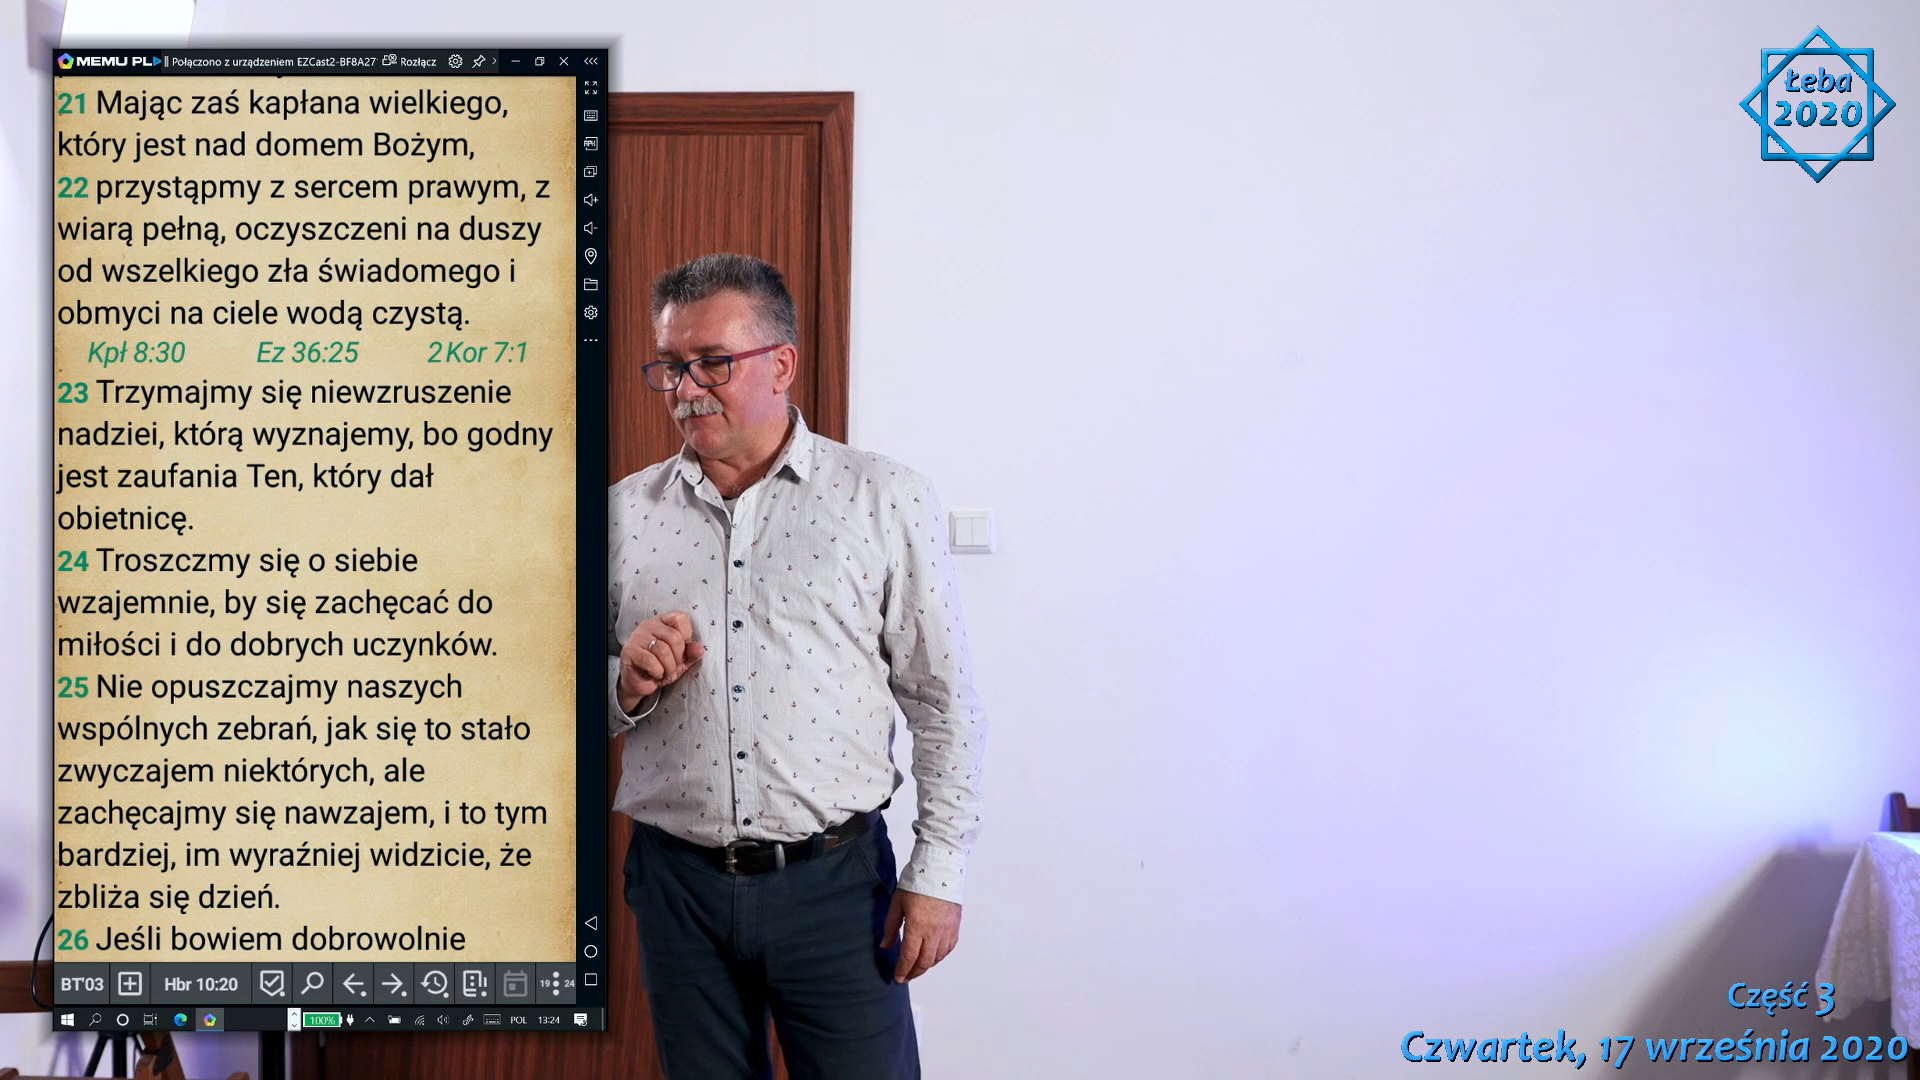 MEMU PL
Połączono z urządzeniem EZCast2-BF8A27
Rozłącz
21 Mając zaś kapłana wielkiego,
który jest nad domem Bożym,
22 przystąpmy z sercem prawym, z
wiarą pełną, oczyszczeni na duszy
od wszelkiego zła świadomego i
obmyci na ciele wodą czystą.
Kpł 8:30 Ez 36:25 2 Kor 7:1
23 Trzymajmy się niewzruszenie
nadziei, którą wyznajemy, bo godny
jest zaufania Ten, który dał
obietnicę.
24 Troszczmy się o siebie
wzajemnie, by się zachęcać do
miłości i do dobrych uczynków.
25 Nie opuszczajmy naszych
wspólnych zebrań, jak się to stało
zwyczajem niektórych, ale
zachęcajmy się nawzajem, i to tym
bardziej, im wyraźniej widzicie, że
zbliża się dzień.
26 Jeśli bowiem dobrowolnie
BT'03
Hbr 10:20
19 24
100%
POL
13:24
Łeba
2020
Część 3
Czwartek, 17 września 2020